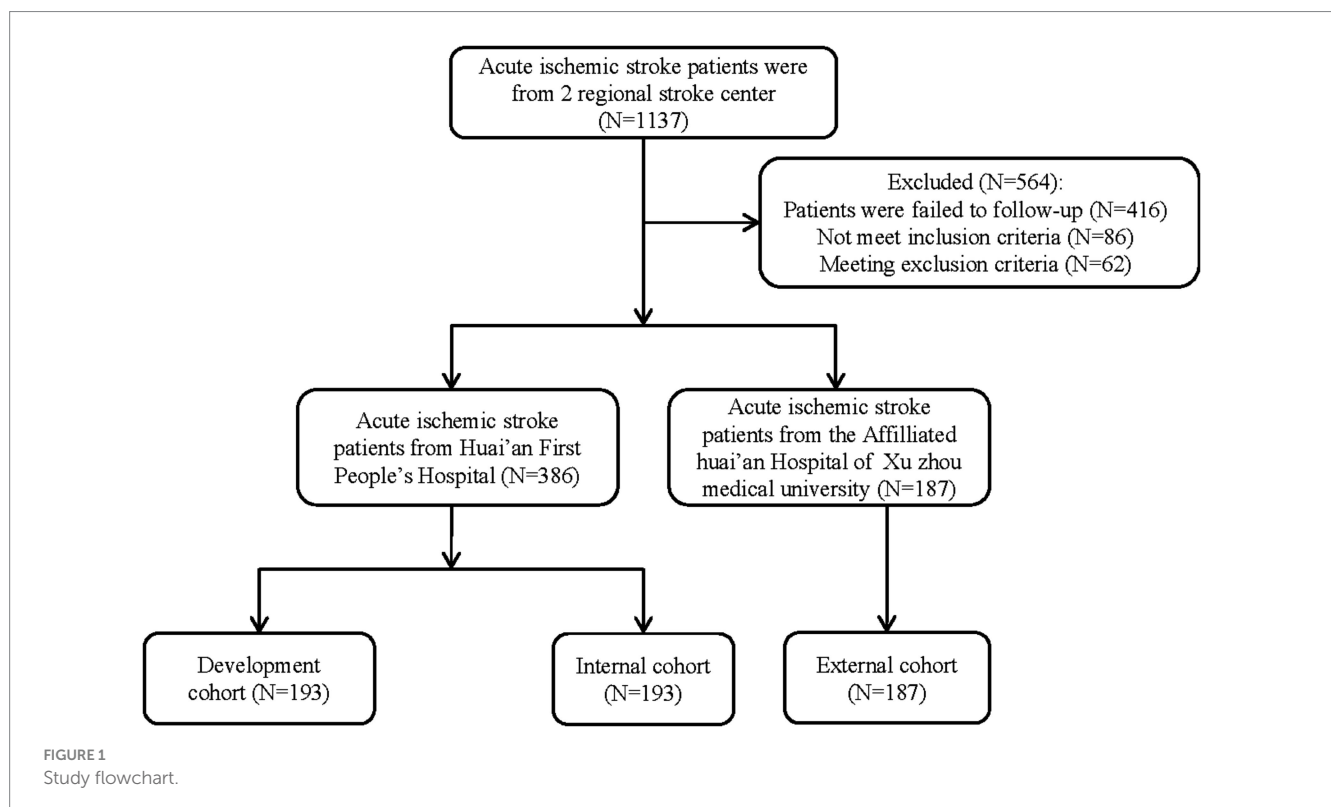 Acute ischemic stroke patients were
from 2 regional stroke center
(N=1137)
Excluded (N=564):
Patients were failed to follow-up (N=416)
Not meet inclusion criteria (N=86)
Meeting exclusion criteria (N=62)
Acute ischemic stroke
patients from Huai’an First
People’s Hospital (N=386)
Acute ischemic stroke
patients from the Affilliated
huai’an Hospital of Xu zhou
medical university (N=187)
Development
cohort (N=193)
Internal cohort
(N=193)
External cohort
(N=187)
FIGURE 1
Study flowchart.